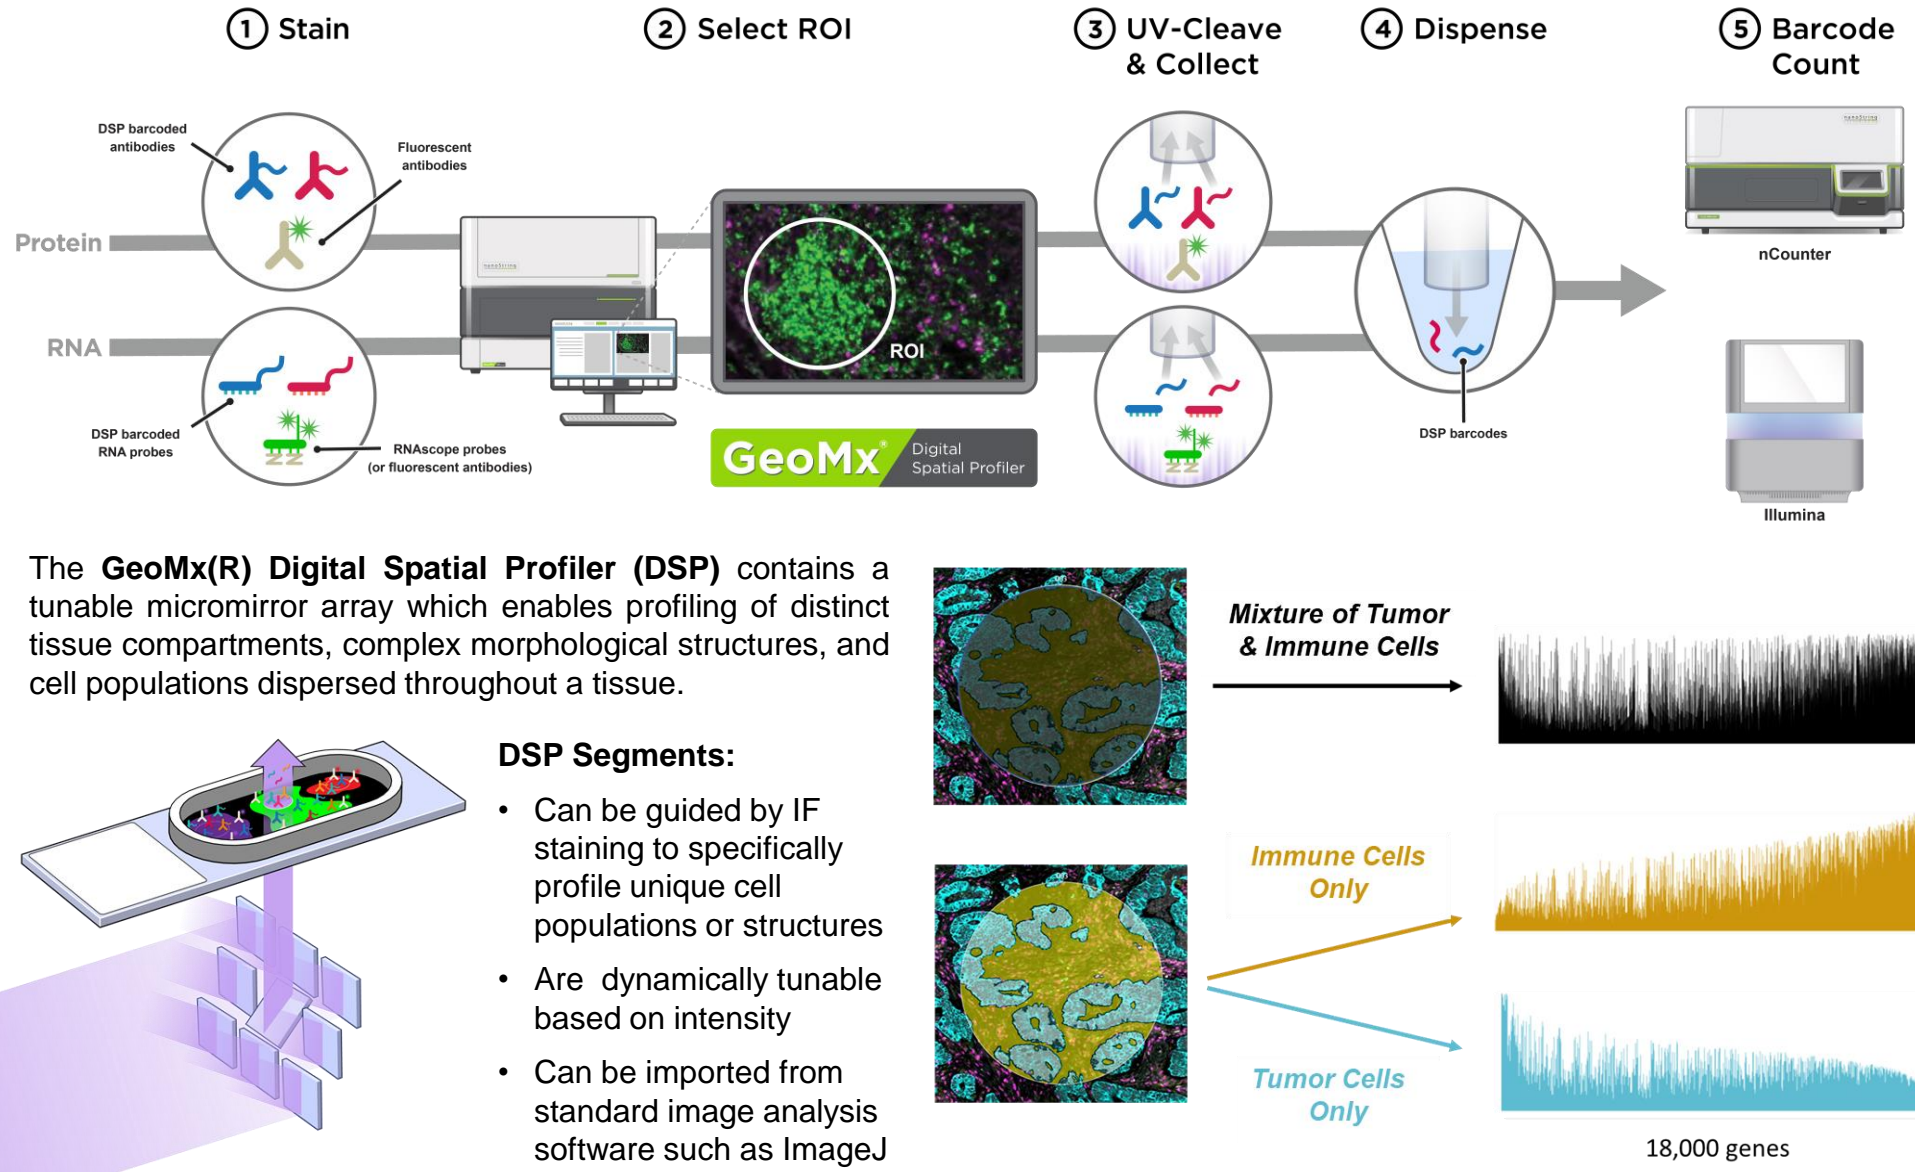 1 Stain
2 Select ROI
3 UV-Cleave
& Collect
4 Dispense
5 Barcode
Count
DSP barcoded
antibodies
Fluorescent
antibodies
Protein
RNA
DSP barcoded
RNA probes
RNAscope probes
(or fluorescent antibodies)
nanoString
ROI
GeoMx® Digital
Spatial Profiler
DSP barcodes
nanoString
nCounter
Illumina
The GeoMx(R) Digital Spatial Profiler (DSP) contains a
tunable micromirror array which enables profiling of distinct
tissue compartments, complex morphological structures, and
cell populations dispersed throughout a tissue.
DSP Segments:
• Can be guided by IF
staining to specifically
profile unique cell
populations or structures
• Are dynamically tunable
based on intensity
• Can be imported from
standard image analysis
software such as ImageJ
Mixture of Tumor
& Immune Cells
Immune Cells
Only
Tumor Cells
Only
18,000 genes